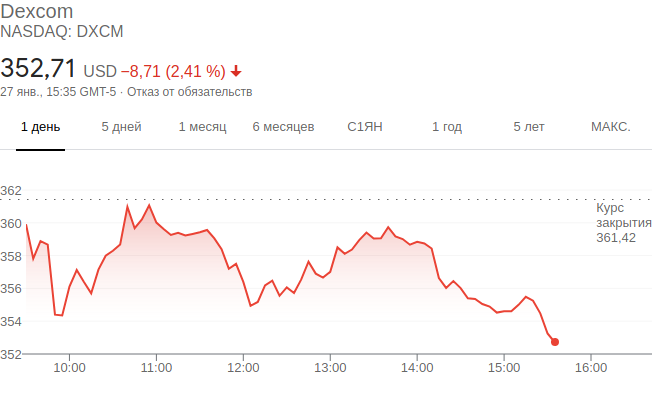 Dexcom
NASDAQ: DXCM
352,71 USD −8,71 (2,41 %)
27 янв., 15:35 GMT-5 · Отказ от обязательств
1 день 5 дней 1 месяц 6 месяцев С1ЯН 1 год 5 лет МАКС.
362
360
358
356
354
352
Курс
закрытия
361,42
10:00 11:00 12:00 13:00 14:00 15:00 16:00